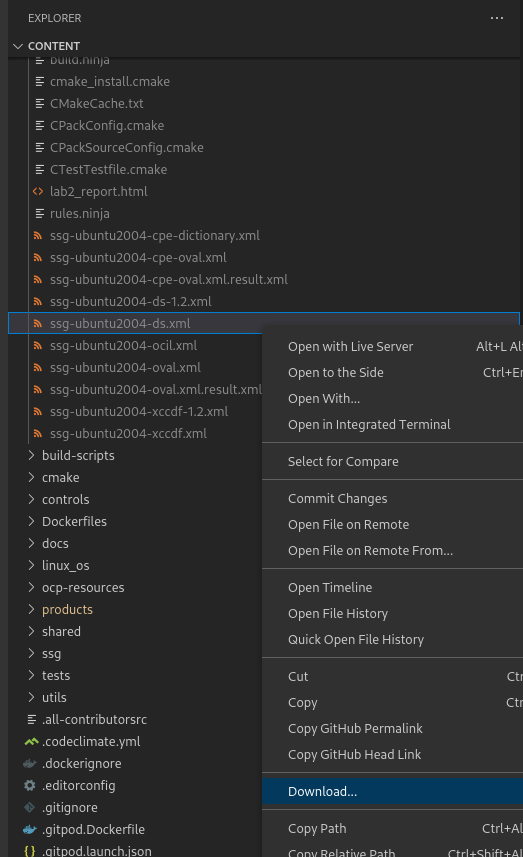 EXPLORER
...
CONTENT
build.ninja
cmake_install.cmake
CMakeCache.txt
CPackConfig.cmake
CPackSourceConfig.cmake
CTestTestfile.cmake
lab2_report.html
rules.ninja
ssg-ubuntu2004-cpe-dictionary.xml
ssg-ubuntu2004-cpe-oval.xml
ssg-ubuntu2004-cpe-oval.xml.result.xml
ssg-ubuntu2004-ds-1.2.xml
ssg-ubuntu2004-ds.xml
ssg-ubuntu2004-ocil.xml
ssg-ubuntu2004-oval.xml
ssg-ubuntu2004-oval.xml.result.xml
ssg-ubuntu2004-xccdf-1.2.xml
ssg-ubuntu2004-xccdf.xml
build-scripts
cmake
controls
Dockerfiles
docs
linux_os
ocp-resources
products
shared
ssg
tests
utils
.all-contributorsrc
.codeclimate.yml
.dockerignore
.editorconfig
.gitignore
.gitpod.Dockerfile
.gitpod.launch.json
Open with Live Server Alt+L Al
Open to the Side Ctrl+En
Open With...
Open in Integrated Terminal
Select for Compare
Commit Changes
Open File on Remote
Open File on Remote From...
Open Timeline
Open File History
Quick Open File History
Cut Ctr
Copy Ctr
Copy GitHub Permalink
Copy GitHub Head Link
Download...
Copy Path Ctrl+Al
Copy Relative Path Ctrl+Shift+Al